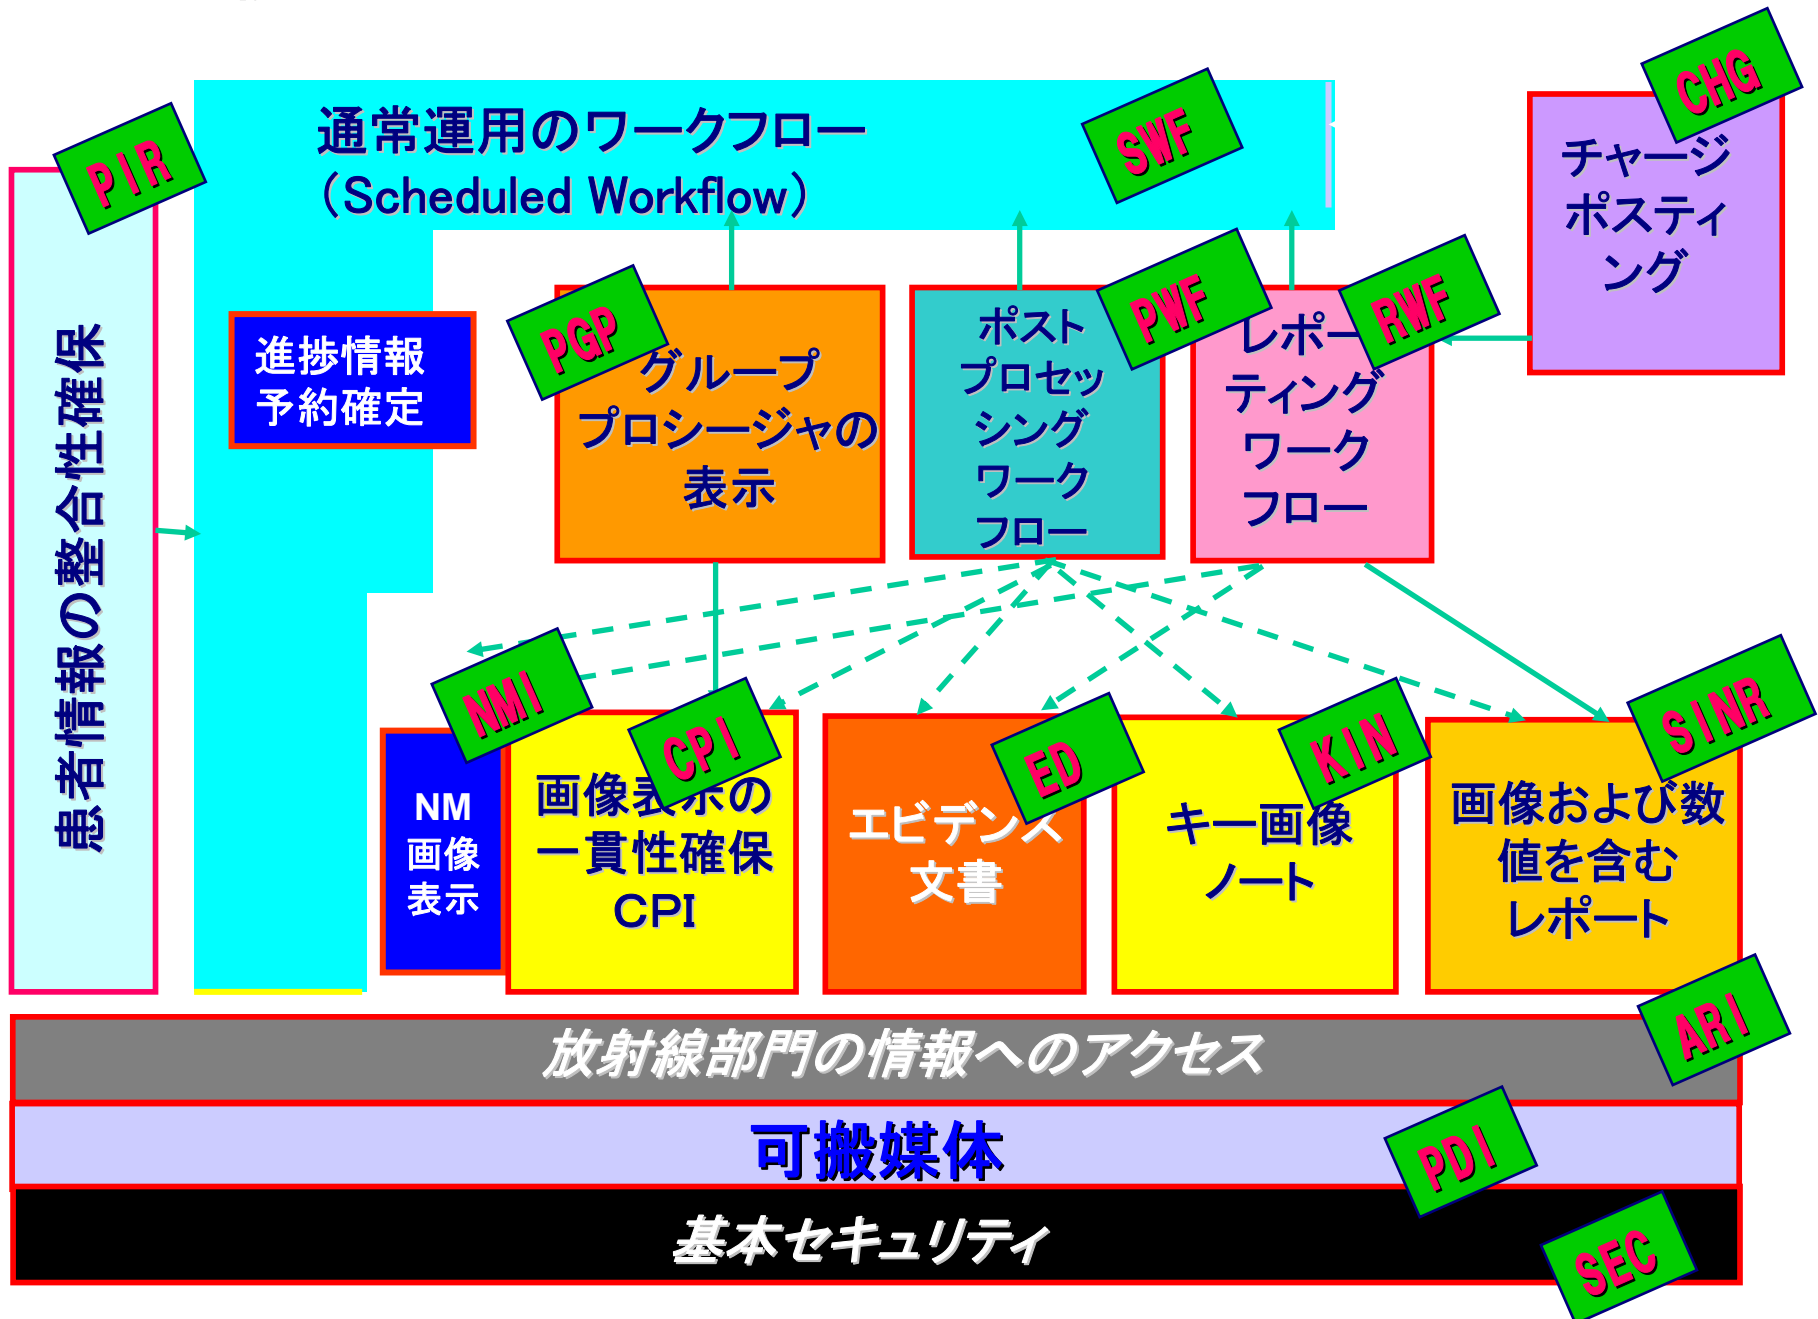 CHG
チャージ
ポスティ
ング
PIR
患者情報の整合性確保
通常運用のワークフロー
（Scheduled Workflow）
SWF
進捗情報
予約確定
PGP
グループ
プロシージャの
表示
PWF
ポスト
プロセッ
シング
ワーク
フロー
RWF
レポー
ティング
ワーク
フロー
NMI
NM
画像
表示
CPI
画像表示の
一貫性確保
CPI
ED
エビデンス
文書
KIN
キー画像
ノート
SINR
画像および数
値を含む
レポート
ARI
放射線部門の情報へのアクセス
PDI
可搬媒体
SEC
基本セキュリティ